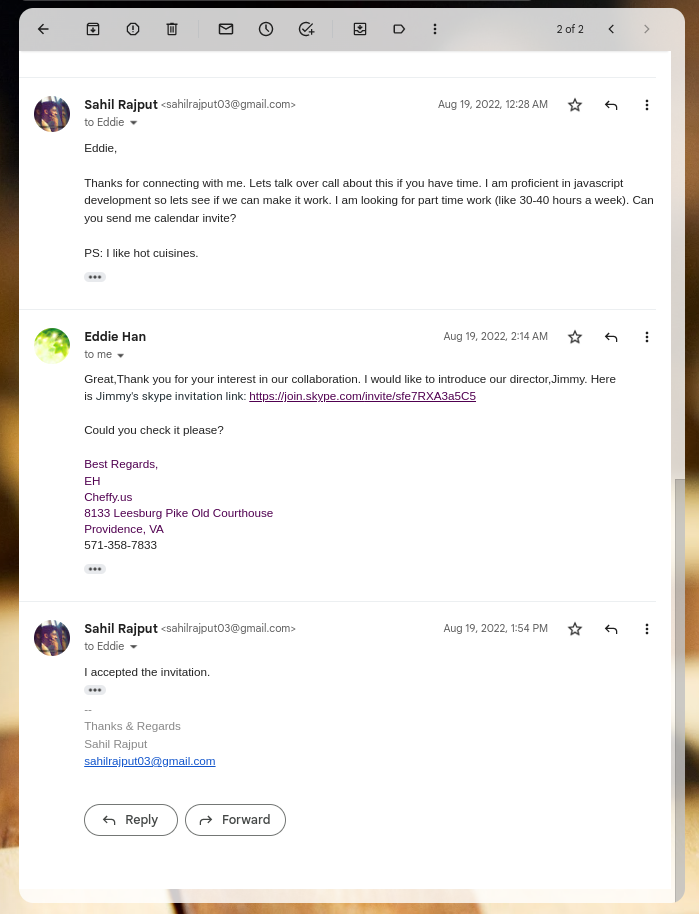 2 of 2
Sahil Rajput <sahilrajput03@gmail.com> Aug 19, 2022, 12:28 AM
to Eddie
Eddie,
Thanks for connecting with me. Lets talk over call about this if you have time. I am proficient in javascript
development so lets see if we can make it work. I am looking for part time work (like 30-40 hours a week). Can
you send me calendar invite?
PS: I like hot cuisines.
Eddie Han Aug 19, 2022, 2:14 AM
to me
Great,Thank you for your interest in our collaboration. I would like to introduce our director,Jimmy. Here
is Jimmy's skype invitation link: https://join.skype.com/invite/sfe7RXA3a5C5
Could you check it please?
Best Regards,
EH
Cheffy.us
8133 Leesburg Pike Old Courthouse
Providence, VA
571-358-7833
Sahil Rajput <sahilrajput03@gmail.com> Aug 19, 2022, 1:54 PM
to Eddie
I accepted the invitation.
--
Thanks & Regards
Sahil Rajput
sahilrajput03@gmail.com
Reply Forward